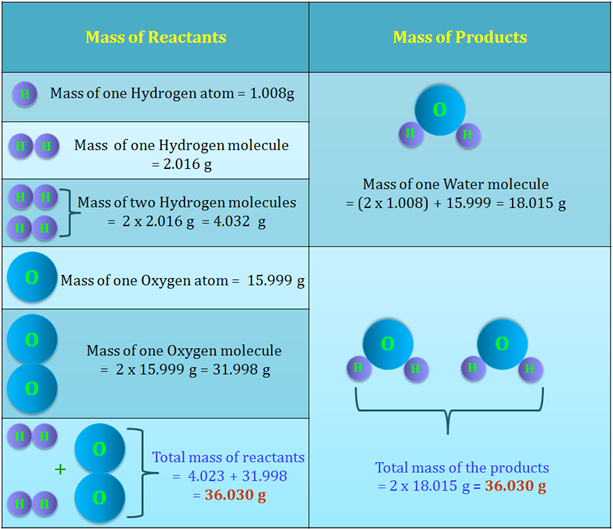 Mass of Reactants
Mass of Products
H
Mass of one Hydrogen atom = 1.008g
H H
Mass of one Hydrogen molecule
= 2.016 g
H H
H H
Mass of two Hydrogen molecules
= 2 x 2.016 g = 4.032 g
O
H H
Mass of one Water molecule
= (2 x 1.008) + 15.999 = 18.015 g
O
Mass of one Oxygen atom = 15.999 g
O
O
Mass of one Oxygen molecule
= 2 x 15.999 g = 31.998 g
H H
+
H H
O
O
Total mass of reactants
= 4.023 + 31.998
= 36.030 g
O O
H H H H
Total mass of the products
= 2 x 18.015 g = 36.030 g